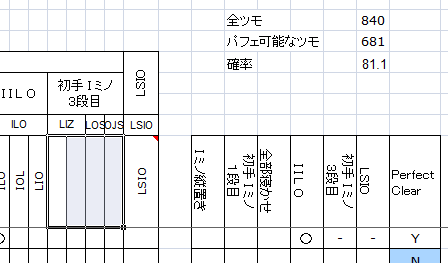 全ツモ 840
パフェ可能なツモ 681
確率 81.1
IILO
初手Iミノ
3段目
LSIO
ILO LIZ LOS OJS LSIO
IOL LIO LSIO
Iミノ縦置き
初手Iミノ
1段目
全部寝かせ
IILO
初手Iミノ
3段目
LSIO
Perfect
Clear
○ - - Y
N